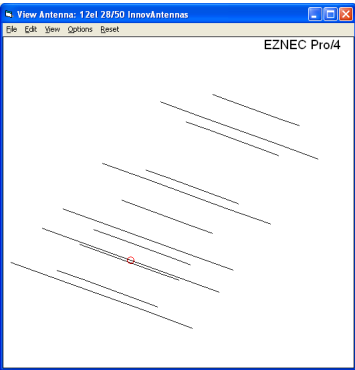 View Antenna: 12el 28/50 InnovAntennas
File Edit View Options Reset
EZNEC Pro/4